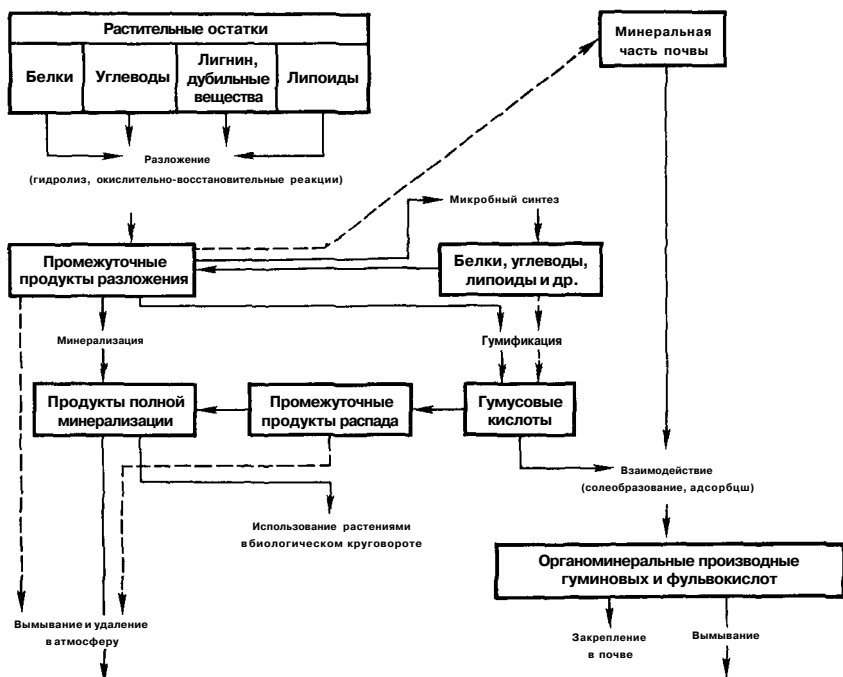 Растительные остатки
Минеральная
часть почвы
Белки
Углеводы
Лигнин,
дубильные
вещества
Липоиды
Разложение
(гидролиз, окислительно-восстановительные реакции)
Микробный синтез
Промежуточные
продукты разложения
Белки, углеводы,
липоиды и др.
Минерализация
Гумификация
Продукты полной
минерализации
Промежуточные
продукты распада
Гумусовые
кислоты
Взаимодействие
(солеобразование, адсорбцш)
Использование растениями
вбиологическом круговороте
Органоминеральные производные
гуминовых и фульвокислот
Вымывание и удаление
ватмосферу
Закрепление
в почве
Вымывание